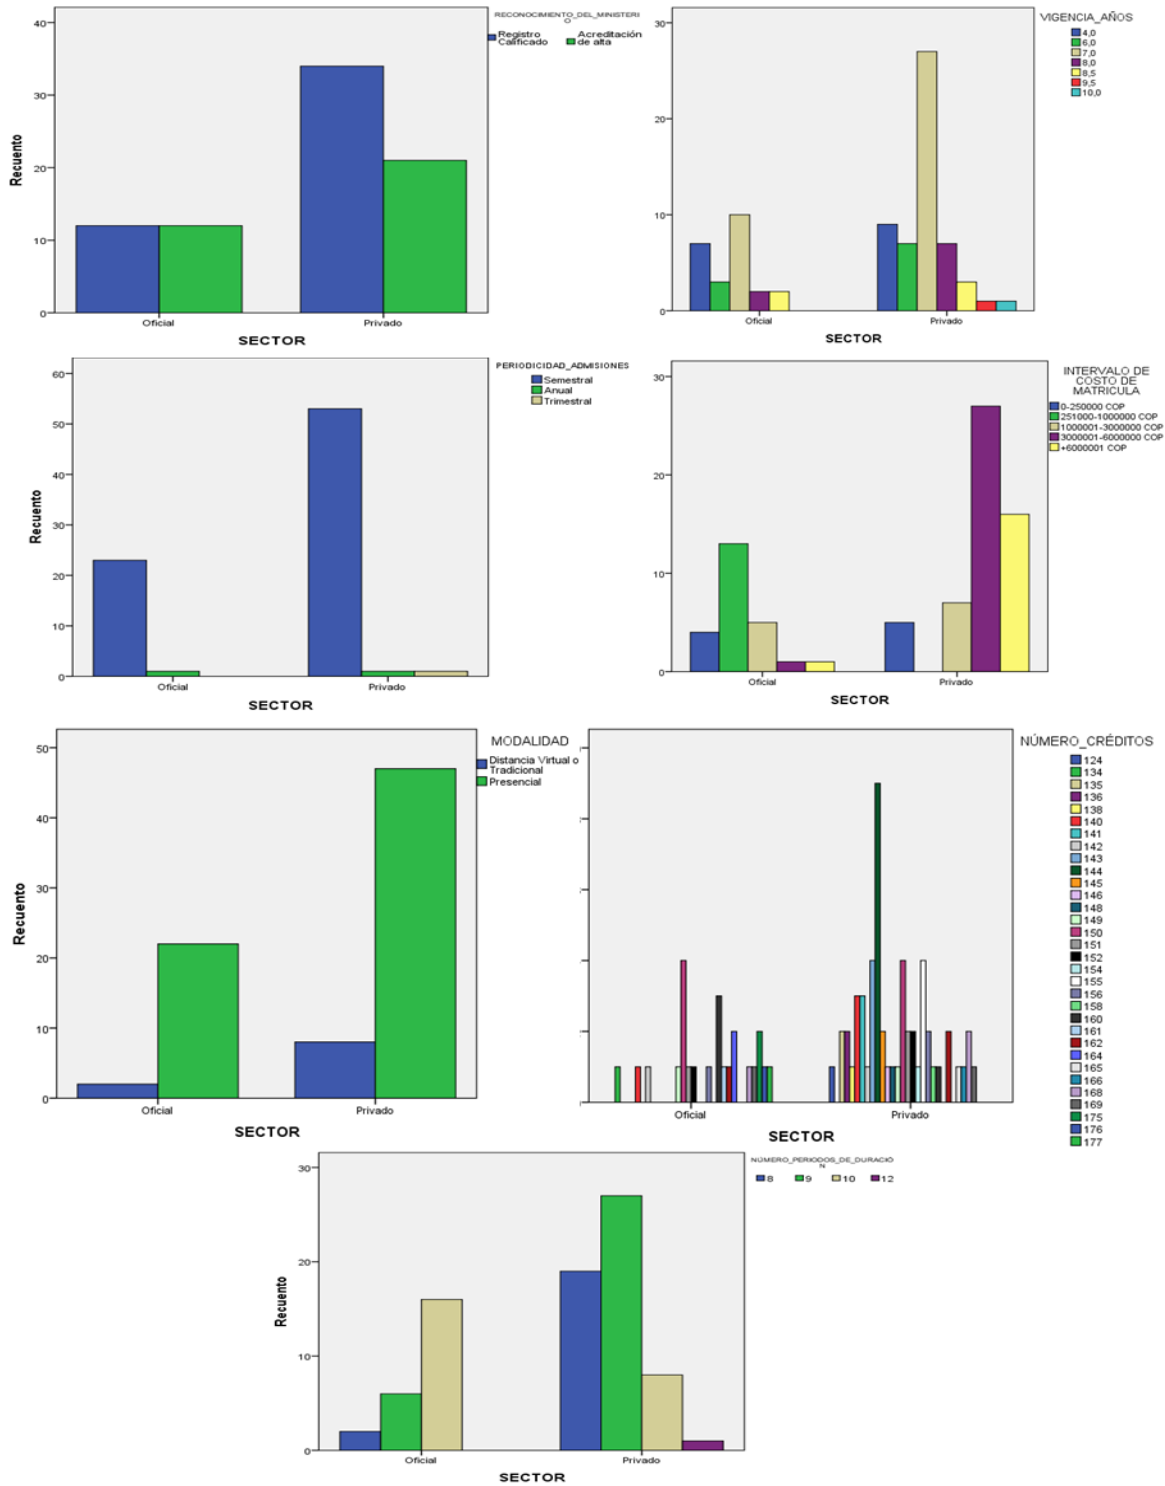 RECONOCIMIENTO_DEL_MINISTERI
O
Registro
Calificado
Acreditación
de alta
40
30
20
10
0
Recuento
Oficial
Privado
SECTOR
VIGENCIA_AÑOS
4,0
6,0
7,0
8,0
8,5
9,5
10,0
30
20
10
0
Oficial
Privado
SECTOR
PERIODICIDAD_ADMISIONES
Semestral
Anual
Trimestral
60
50
40
30
20
10
0
Recuento
Oficial
Privado
SECTOR
INTERVALO DE
COSTO DE
MATRICULA
0-250000 COP
251000-1000000 COP
1000001-3000000 COP
3000001-6000000 COP
+6000001 COP
30
20
10
0
Oficial
Privado
SECTOR
MODALIDAD
Distancia Virtual o
Tradicional
Presencial
50
40
30
20
10
0
Recuento
Oficial
Privado
SECTOR
NÚMERO_CRÉDITOS
124
134
135
136
138
140
141
142
143
144
145
146
148
149
150
151
152
154
155
156
158
160
161
162
164
165
166
168
169
175
176
177
Oficial
Privado
SECTOR
NÚMERO_PERIODOS_DE_DURACIÓ
N
8
9
10
12
30
20
10
0
Recuento
Oficial
Privado
SECTOR